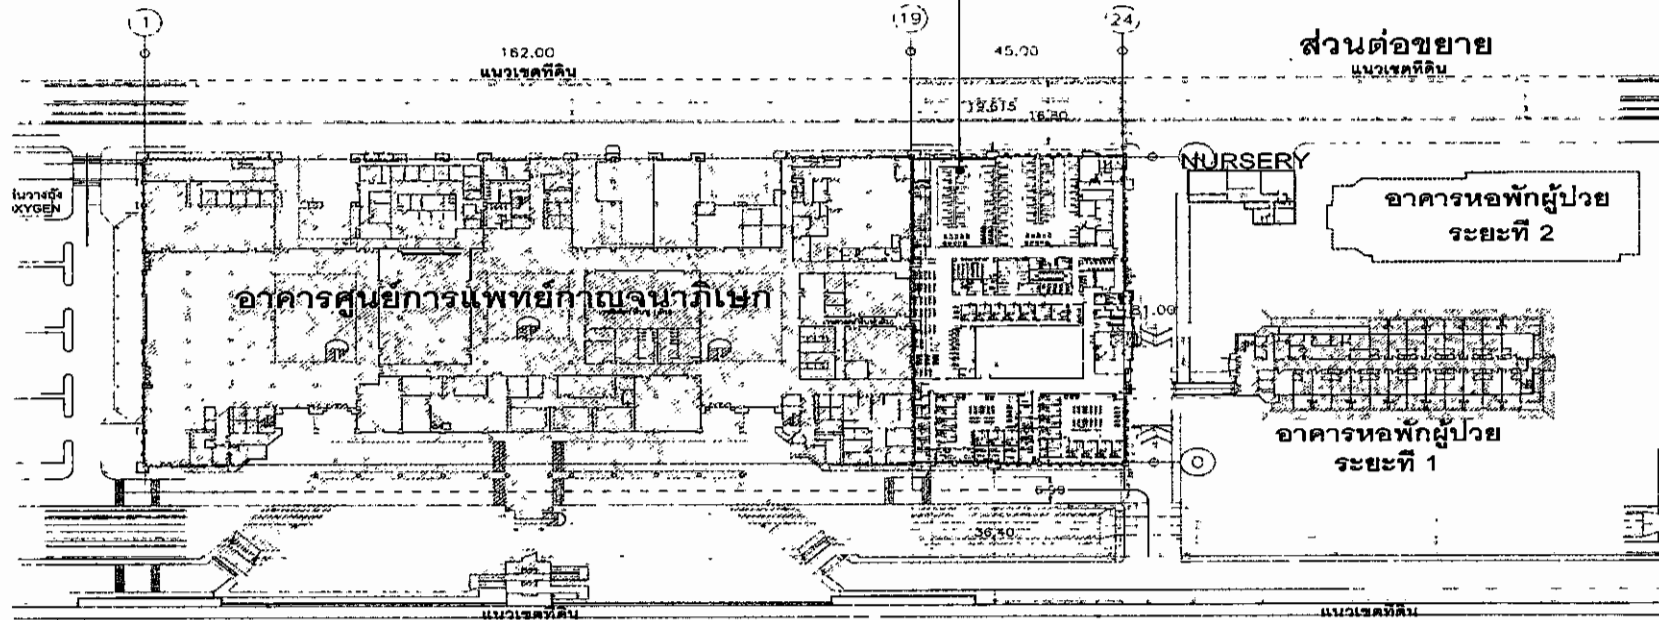 1
19
24
162.00
45.00
ส่วนต่อขยาย
แนวเขตที่ดิน
แนวเขตที่ดิน
NURSERY
OXYGEN
อาคารหอพักผู้ป่วย
ระยะที่ 2
อาคารศูนย์การแพทย์กาญจนาภิเษก
31.00
อาคารหอพักผู้ป่วย
ระยะที่ 1
36.40
แนวเขตที่ดิน
แนวเขตที่ดิน